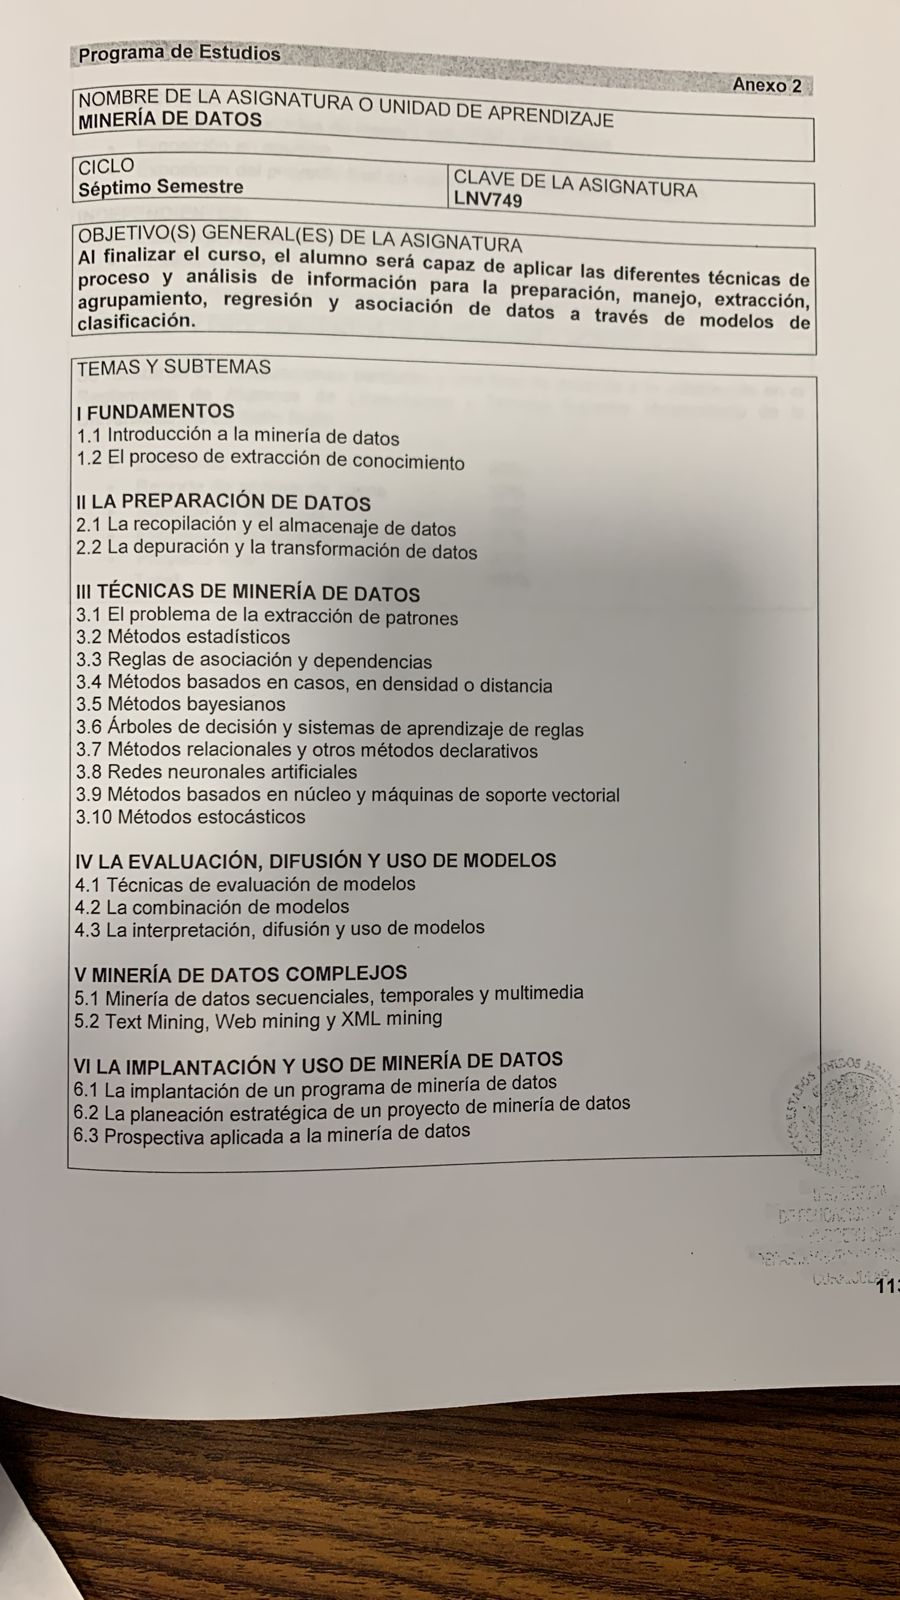 Programa de Estudios
Anexo 2
NOMBRE DE LA ASIGNATURA O UNIDAD DE APRENDIZAJE
MINERÍA DE DATOS
CICLO
Séptimo Semestre
CLAVE DE LA ASIGNATURA
LNV749
OBJETIVO(S) GENERAL(ES) DE LA ASIGNATURA
Al finalizar el curso, el alumno será capaz de aplicar las diferentes técnicas de
proceso y análisis de información para la preparación, manejo, extracción,
agrupamiento, regresión y asociación de datos a través de modelos de
clasificación.
TEMAS Y SUBTEMAS
I FUNDAMENTOS
1.1 Introducción a la minería de datos
1.2 El proceso de extracción de conocimiento
II LA PREPARACIÓN DE DATOS
2.1 La recopilación y el almacenaje de datos
2.2 La depuración y la transformación de datos
III TÉCNICAS DE MINERÍA DE DATOS
3.1 El problema de la extracción de patrones
3.2 Métodos estadísticos
3.3 Reglas de asociación y dependencias
3.4 Métodos basados en casos, en densidad o distancia
3.5 Métodos bayesianos
3.6 Árboles de decisión y sistemas de aprendizaje de reglas
3.7 Métodos relacionales y otros métodos declarativos
3.8 Redes neuronales artificiales
3.9 Métodos basados en núcleo y máquinas de soporte vectorial
3.10 Métodos estocásticos
IV LA EVALUACIÓN, DIFUSIÓN Y USO DE MODELOS
4.1 Técnicas de evaluación de modelos
4.2 La combinación de modelos
4.3 La interpretación, difusión y uso de modelos
V MINERÍA DE DATOS COMPLEJOS
5.1 Minería de datos secuenciales, temporales y multimedia
5.2 Text Mining, Web mining y XML mining
VI LA IMPLANTACIÓN Y USO DE MINERÍA DE DATOS
6.1 La implantación de un programa de minería de datos
6.2 La planeación estratégica de un proyecto de minería de datos
6.3 Prospectiva aplicada a la minería de datos
ESTADOS UNIDOS